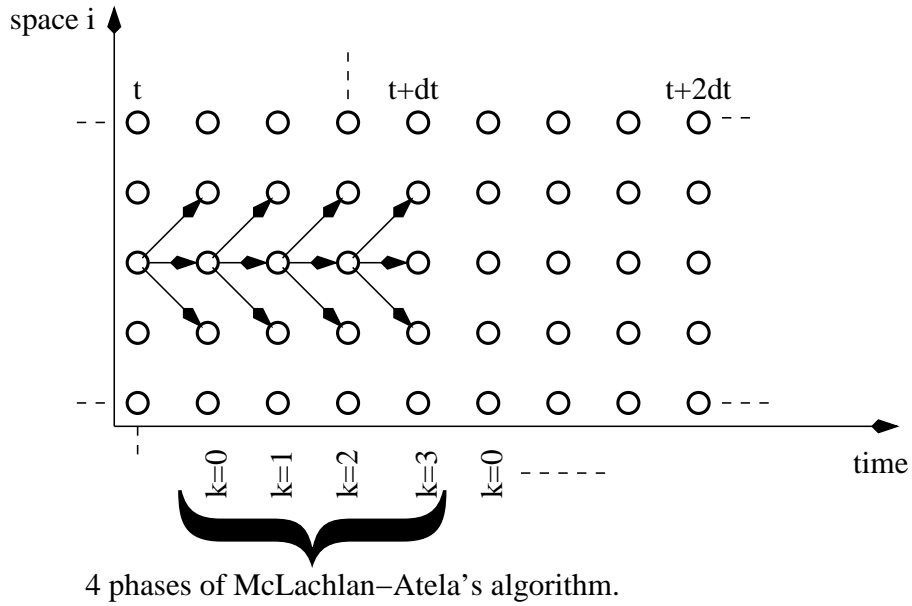 space i
t
t+dt
t+2dt
time
k=0
k=1
k=2
k=3
k=0
4 phases of McLachlan−Atela's algorithm.